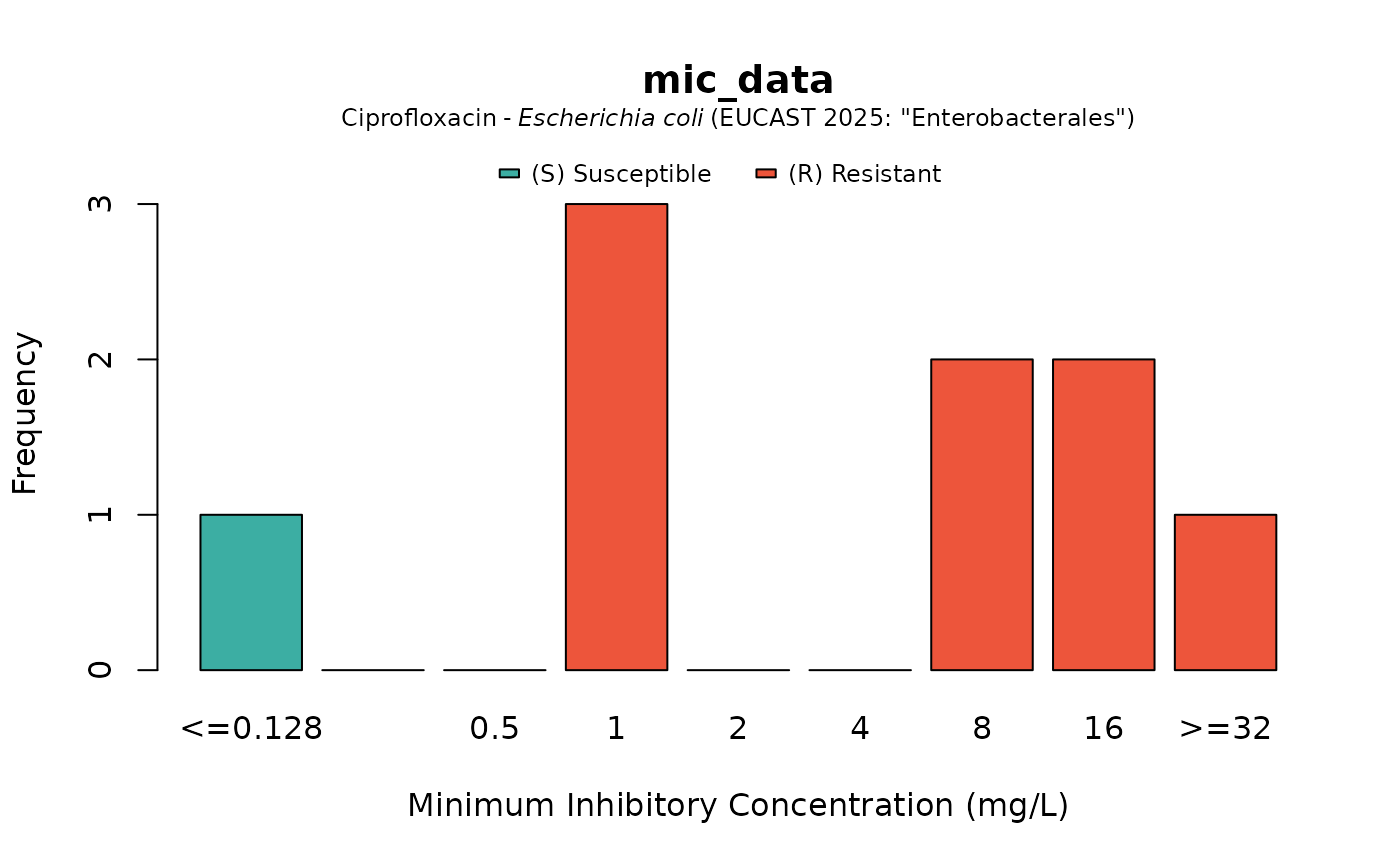 mic_data
Ciprofloxacin - Escherichia coli (EUCAST 2025: "Enterobacterales")
(S) Susceptible (R) Resistant
3
2
1
0
Frequency
<=0.128 0.5 1 2 4 8 16 >=32
Minimum Inhibitory Concentration (mg/L)